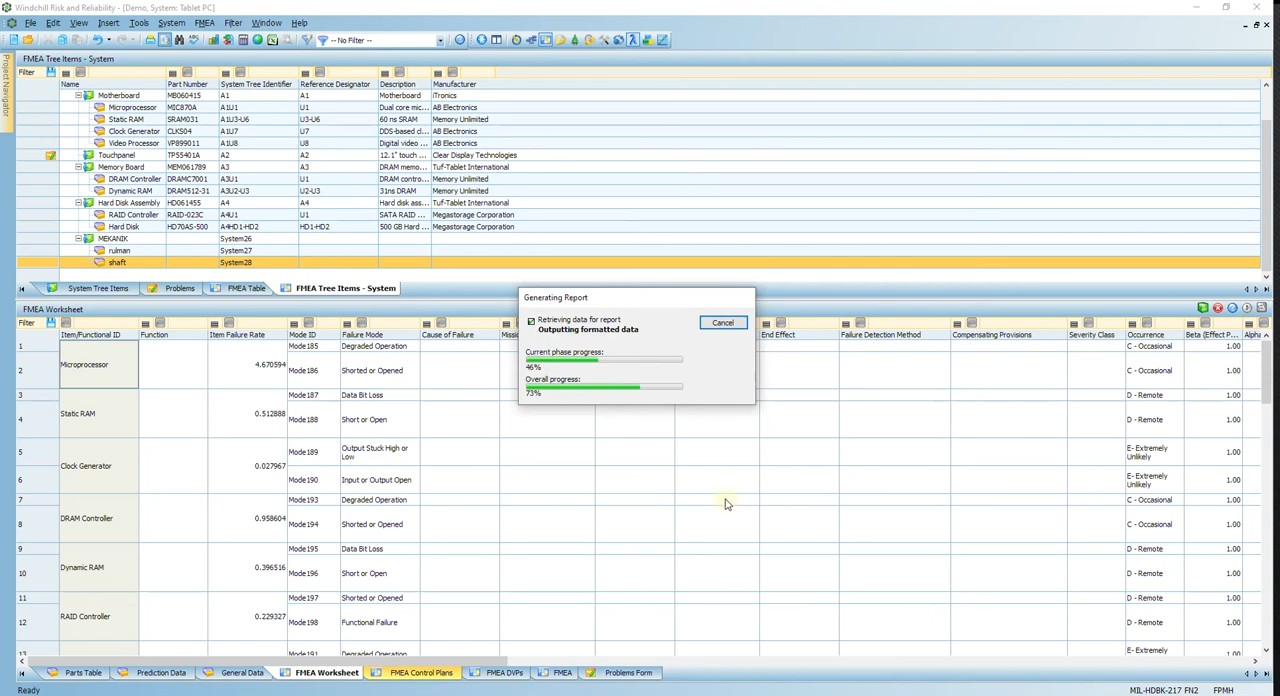 Windchill Risk and Reliability - [Demo, System: Tablet PC]
File Edit View Insert Tools System FMEA Filter Window Help
-- No Filter --
Project Navigator
FMEA Tree Items - System
Filter
Name Part Number System Tree Identifier Reference Designator Description Manufacturer
Motherboard MB060415 A1 A1 Motherboard iTronics
Microprocessor MIC870A A1U1 U1 Dual core mic... AB Electronics
Static RAM SRAM031 A1U3-U6 U3-U6 60 ns SRAM Memory Unlimited
Clock Generator CLKS04 A1U7 U7 DDS-based cl... AB Electronics
Video Processor VP899011 A1U8 U8 Digital video ... AB Electronics
Touchpanel TP55401A A2 A2 12.1" touch ... Clear Display Technologies
Memory Board MEM061789 A3 A3 DRAM memo... Tuf-Tablet International
DRAM Controller DRAMC7001 A3U1 U1 DRAM contro... Memory Unlimited
Dynamic RAM DRAM512-31 A3U2-U3 U2-U3 31ns DRAM Memory Unlimited
Hard Disk Assembly HD061455 A4 A4 Hard disk ass... Tuf-Tablet International
RAID Controller RAID-023C A4U1 U1 SATA RAID ... Megastorage Corporation
Hard Disk HD70AS-500 A4HD1-HD2 HD1-HD2 500 GB Hard ... Megastorage Corporation
MEKANIK System26
rulman System27
shaft System28
System Tree Items Problems FMEA Table FMEA Tree Items - System
FMEA Worksheet
Filter
Item/Functional ID Function Item Failure Rate Mode ID Failure Mode Cause of Failure Missio End Effect Failure Detection Method Compensating Provisions Severity Class Occurrence Beta (Effect P... Alpha
1 Mode185 Degraded Operation C - Occasional 1.00
Microprocessor 4.670594
2 Mode186 Shorted or Opened C - Occasional 1.00
3 Mode187 Data Bit Loss D - Remote 1.00
Static RAM 0.512888
4 Mode188 Short or Open D - Remote 1.00
5 Mode189 Output Stuck High or Low E- Extremely Unlikely 1.00
Clock Generator 0.027967
6 Mode190 Input or Output Open E- Extremely Unlikely 1.00
7 Mode193 Degraded Operation C - Occasional 1.00
DRAM Controller 0.958604
8 Mode194 Shorted or Opened C - Occasional 1.00
9 Mode195 Data Bit Loss D - Remote 1.00
Dynamic RAM 0.396516
10 Mode196 Short or Open D - Remote 1.00
11 Mode197 Shorted or Opened D - Remote 1.00
RAID Controller 0.229327
12 Mode198 Functional Failure D - Remote 1.00
13 Mode191 Degraded Operation C - Occasional 1.00
Generating Report
Retrieving data for report
Outputting formatted data
Cancel
Current phase progress:
46%
Overall progress:
73%
Parts Table Prediction Data General Data FMEA Worksheet FMEA Control Plans FMEA DVPs FMEA Problems Form
Ready MIL-HDBK-217 FN2 FPMH